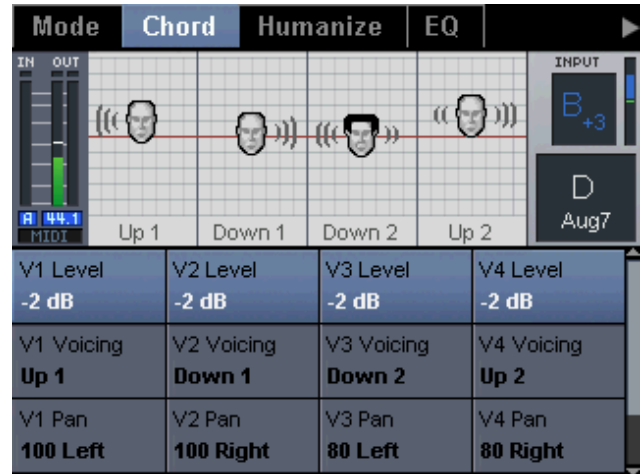 Mode Chord Humanize EQ
IN OUT
INPUT
B+3
D
Aug7
A 44.1
MIDI
Up 1 Down 1 Down 2 Up 2
V1 Level V2 Level V3 Level V4 Level
-2 dB -2 dB -2 dB -2 dB
V1 Voicing V2 Voicing V3 Voicing V4 Voicing
Up 1 Down 1 Down 2 Up 2
V1 Pan V2 Pan V3 Pan V4 Pan
100 Left 100 Right 80 Left 80 Right